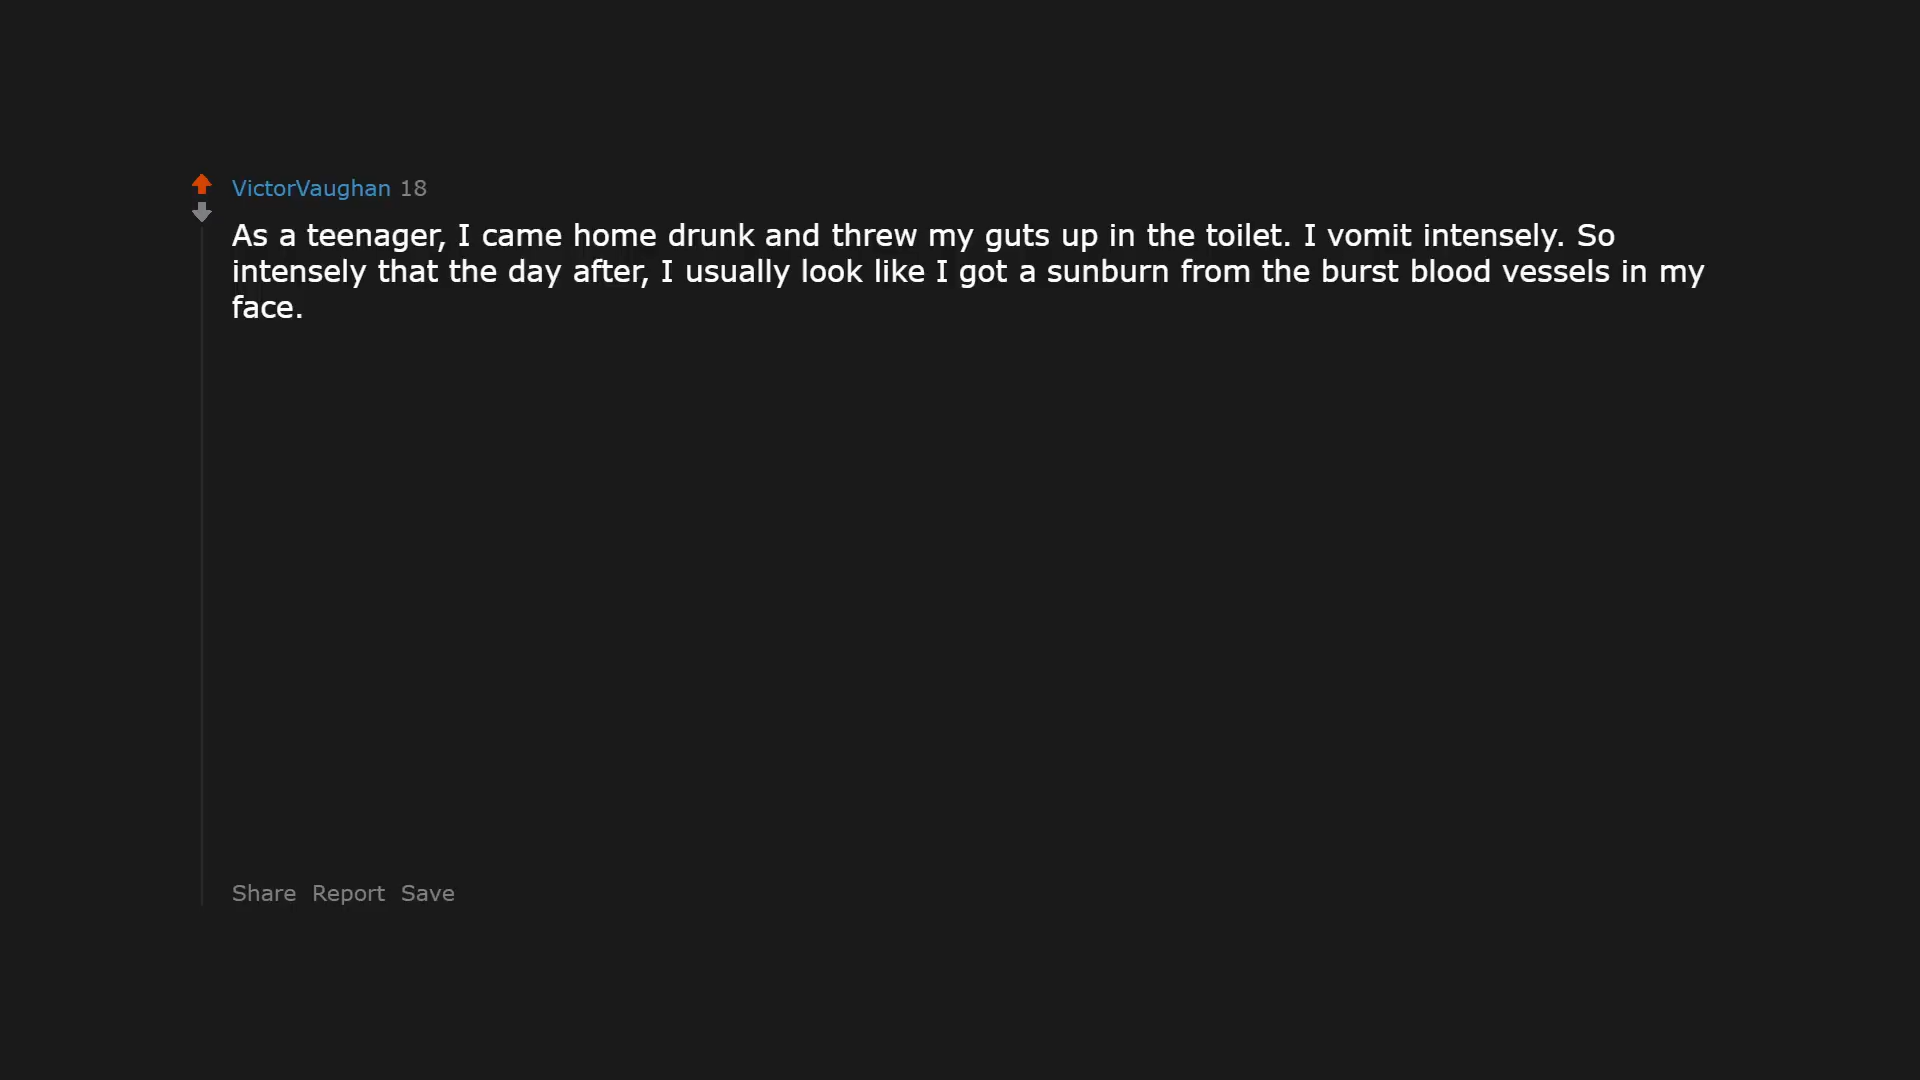 VictorVaughan 18
As a teenager, I came home drunk and threw my guts up in the toilet. I vomit intensely. So
intensely that the day after, I usually look like I got a sunburn from the burst blood vessels in my
face.
Share Report Save